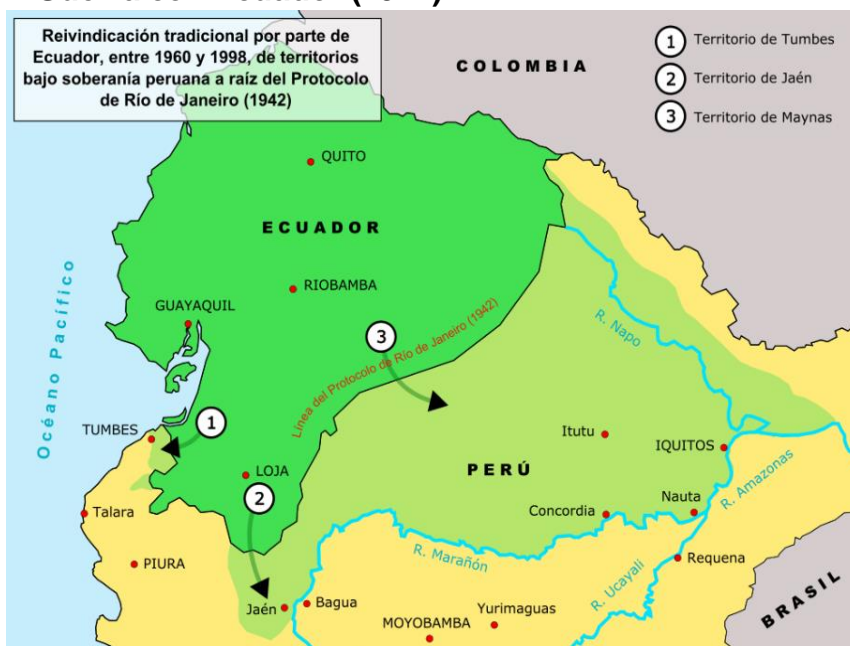 Reivindicación tradicional por parte de
Ecuador, entre 1960 y 1998, de territorios
bajo soberanía peruana a raíz del Protocolo
de Río de Janeiro (1942)
1 Territorio de Tumbes
2 Territorio de Jaén
3 Territorio de Maynas
COLOMBIA
QUITO
ECUADOR
RIOBAMBA
GUAYAQUIL
Océano Pacífico
3
Línea del Protocolo de Río de Janeiro (1942)
R. Napo
1
TUMBES
Itutu
IQUITOS
LOJA
PERÚ
2
R. Amazonas
Talara
Concordia
Nauta
R. Marañón
PIURA
R. Ucayali
Requena
Jaén
Bagua
Yurimaguas
MOYOBAMBA
BRASIL